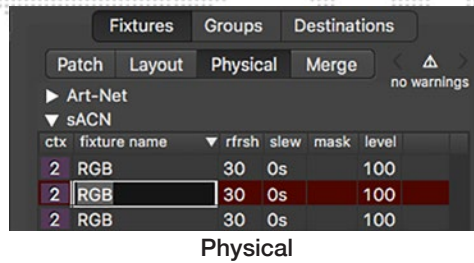 Fixtures Groups Destinations
Patch Layout Physical Merge
no warnings
▶ Art-Net
▼ sACN
ctx fixture name ▼ rfrsh slew mask level
2 RGB 30 0s 100
2 RGB 30 0s 100
2 RGB 30 0s 100
Physical